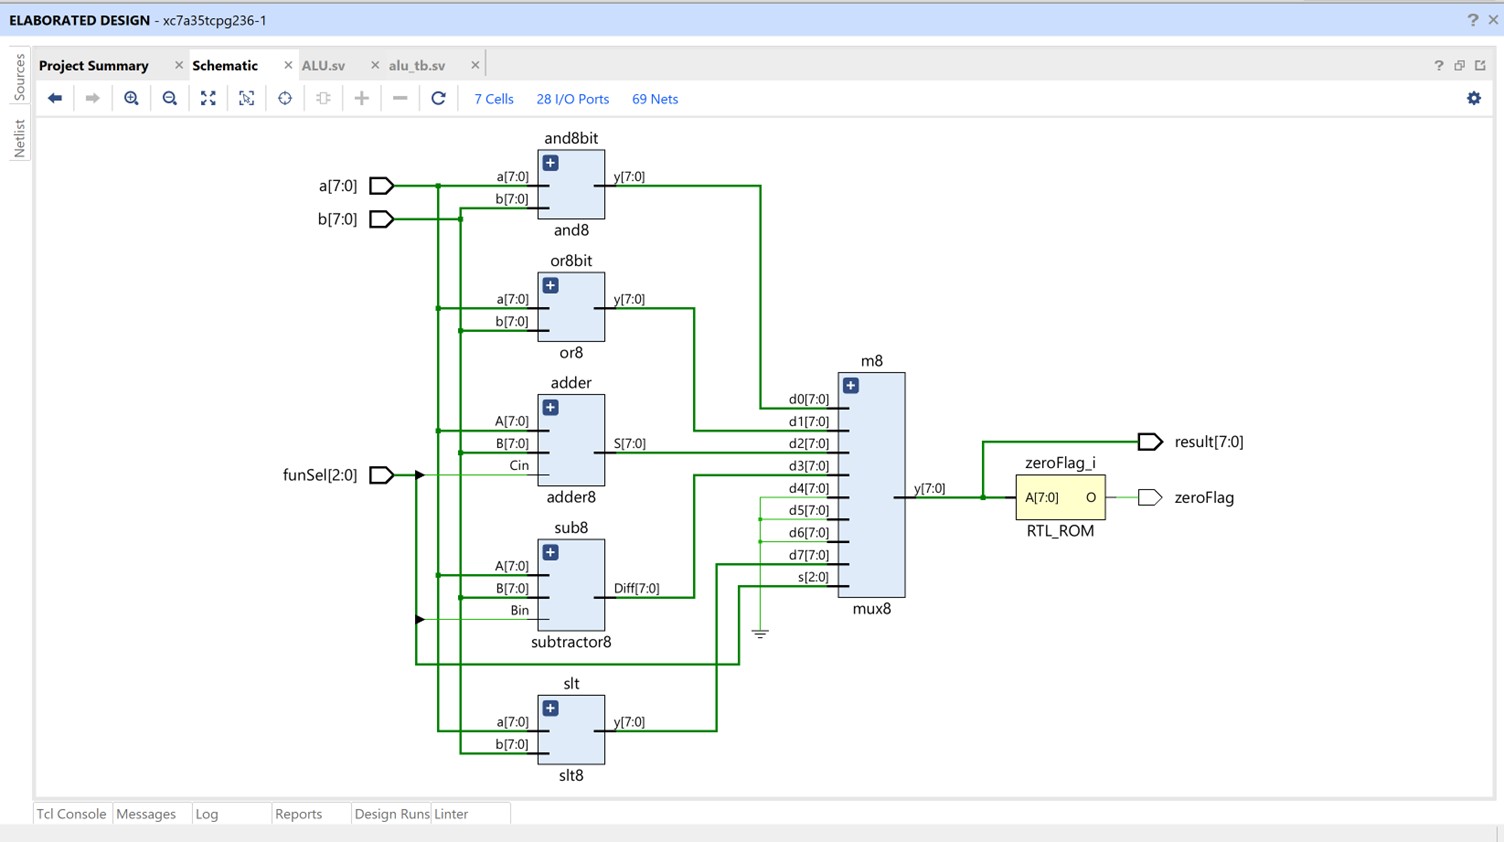 ELABORATED DESIGN - xc7a35tcpg236-1
Sources
Netlist
Project Summary
Schematic
ALU.sv
alu_tb.sv
7 Cells
28 I/O Ports
69 Nets
a[7:0]
b[7:0]
funSel[2:0]
and8bit
a[7:0]
b[7:0]
y[7:0]
and8
or8bit
a[7:0]
b[7:0]
y[7:0]
or8
adder
A[7:0]
B[7:0]
Cin
S[7:0]
adder8
sub8
A[7:0]
B[7:0]
Bin
Diff[7:0]
subtractor8
slt
a[7:0]
b[7:0]
y[7:0]
slt8
m8
d0[7:0]
d1[7:0]
d2[7:0]
d3[7:0]
d4[7:0]
d5[7:0]
d6[7:0]
d7[7:0]
s[2:0]
y[7:0]
mux8
result[7:0]
zeroFlag_i
A[7:0] O
RTL_ROM
zeroFlag
Tcl Console
Messages
Log
Reports
Design Runs
Linter